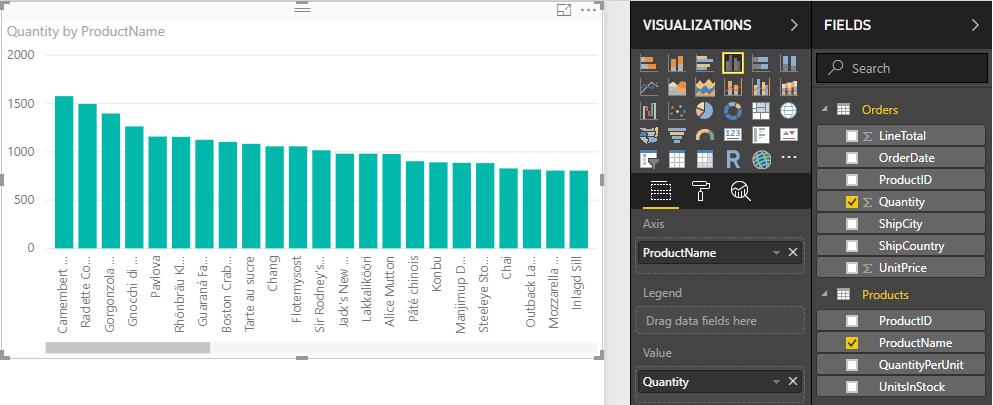 Quantity by ProductName
2000
1500
1000
500
0
Camembert ...
Raclette Co...
Gorgonzola ...
Gnocchi di ...
Pavlova
Rhönbräu Kl...
Guaraná Fa...
Boston Crab...
Tarte au sucre
Chang
Flotemysost
Sir Rodney's...
Jack's New ...
Lakkalikööri
Alice Mutton
Pâté chinois
Konbu
Manjimup D...
Steeleye Sto...
Chai
Outback La...
Mozzarella ...
Inlagd Sill
VISUALIZATIONS
123
R
Axis
ProductName
Legend
Drag data fields here
Value
Quantity
FIELDS
Search
Orders
Σ LineTotal
OrderDate
ProductID
Σ Quantity
ShipCity
ShipCountry
Σ UnitPrice
Products
ProductID
ProductName
QuantityPerUnit
UnitsInStock